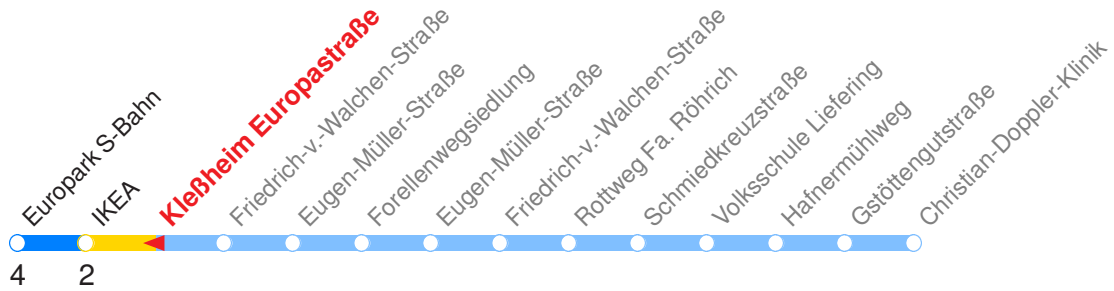 Europark S-Bahn
IKEA
Kleßheim Europastraße
Friedrich-v.-Walchen-Straße
Eugen-Müller-Straße
Forellenwegsiedlung
Eugen-Müller-Straße
Friedrich-v.-Walchen-Straße
Rottweg Fa. Röhrich
Schmiedkreuzstraße
Volksschule Liefering
Hafnermühlweg
Gstöttengutstraße
Christian-Doppler-Klinik
4
2